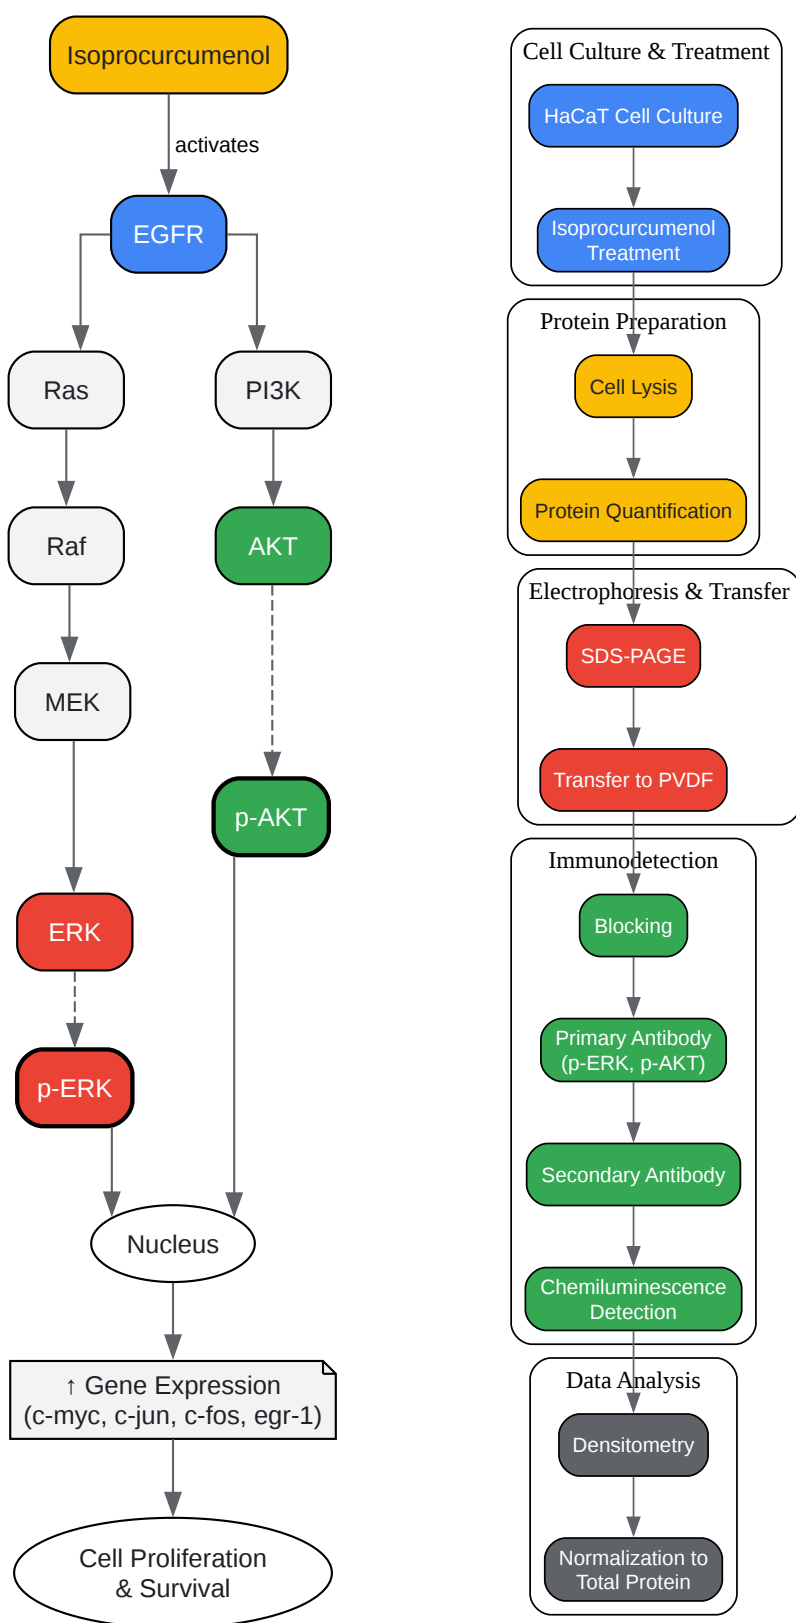 Isoprocurcumenol
activates
EGFR
Ras
PI3K
Raf
AKT
MEK
p-AKT
ERK
p-ERK
Nucleus
↑ Gene Expression
(c-myc, c-jun, c-fos, egr-1)
Cell Proliferation
& Survival
Cell Culture & Treatment
HaCaT Cell Culture
Isoprocurcumenol
Treatment
Protein Preparation
Cell Lysis
Protein Quantification
Electrophoresis & Transfer
SDS-PAGE
Transfer to PVDF
Immunodetection
Blocking
Primary Antibody
(p-ERK, p-AKT)
Secondary Antibody
Chemiluminescence
Detection
Data Analysis
Densitometry
Normalization to
Total Protein